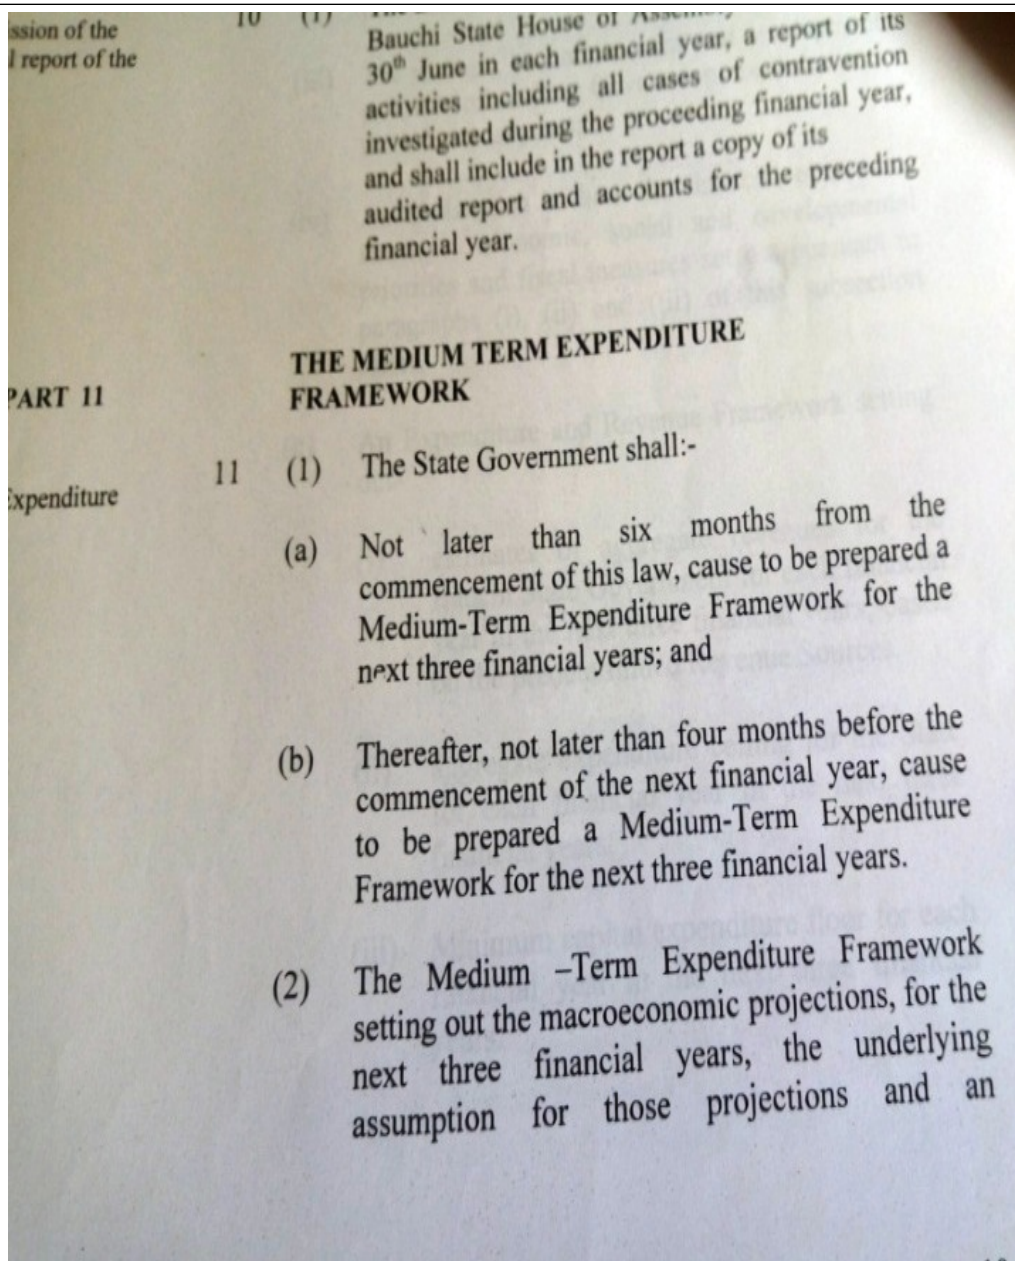 ssion of the
report of the
10 (1)
Bauchi State House of
30th June in each financial year, a report of its
activities including all cases of contravention
investigated during the proceeding financial year,
and shall include in the report a copy of its
audited report and accounts for the preceding
financial year.
PART 11
THE MEDIUM TERM EXPENDITURE
FRAMEWORK
Expenditure
11 (1) The State Government shall:-
(a) Not later than six months from the
commencement of this law, cause to be prepared a
Medium-Term Expenditure Framework for the
next three financial years; and
(b) Thereafter, not later than four months before the
commencement of the next financial year, cause
to be prepared a Medium-Term Expenditure
Framework for the next three financial years.
(2) The Medium –Term Expenditure Framework
setting out the macroeconomic projections, for the
next three financial years, the underlying
assumption for those projections and an